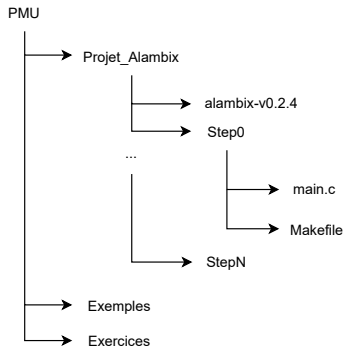 PMU
Projet_Alambix
alambix-v0.2.4
Step0
...
main.c
Makefile
StepN
Exemples
Exercices